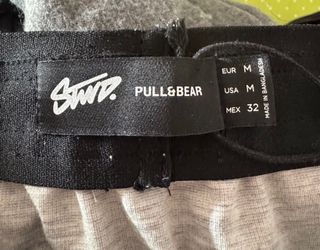 STWD.
PULL&BEAR
EUR M
USA M
MEX 32
MADE IN BANGLADESH